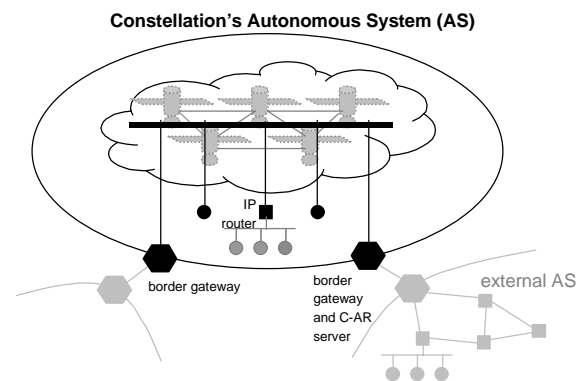 Constellation's Autonomous System (AS)
IP
router
border gateway
border
gateway
and C-AR
server
external AS